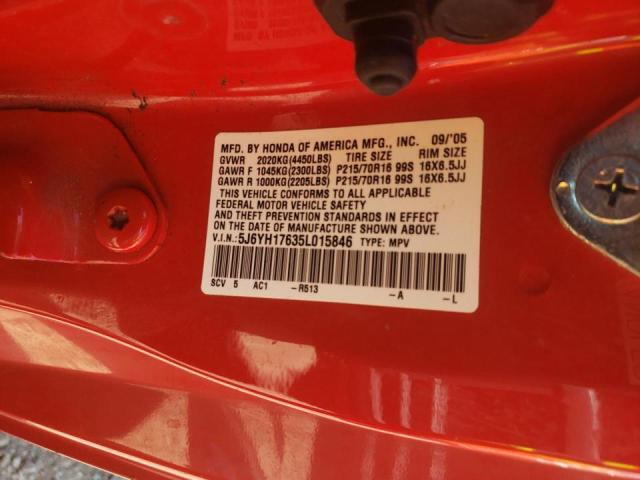 MFD. BY HONDA OF AMERICA MFG., INC. 09/'05
GVWR 2020KG(4450LBS) TIRE SIZE RIM SIZE
GAWR F 1045KG(2300LBS) P215/70R16 99S 16X6.5JJ
GAWR R 1000KG(2205LBS) P215/70R16 99S 16X6.5JJ
THIS VEHICLE CONFORMS TO ALL APPLICABLE
FEDERAL MOTOR VEHICLE SAFETY
AND THEFT PREVENTION STANDARDS IN EFFECT
ON THE DATE OF MANUFACTURE SHOWN ABOVE.
V.I.N.: 5J6YH17635L015846 TYPE: MPV
SCV 5 AC1 -R513 -A -L